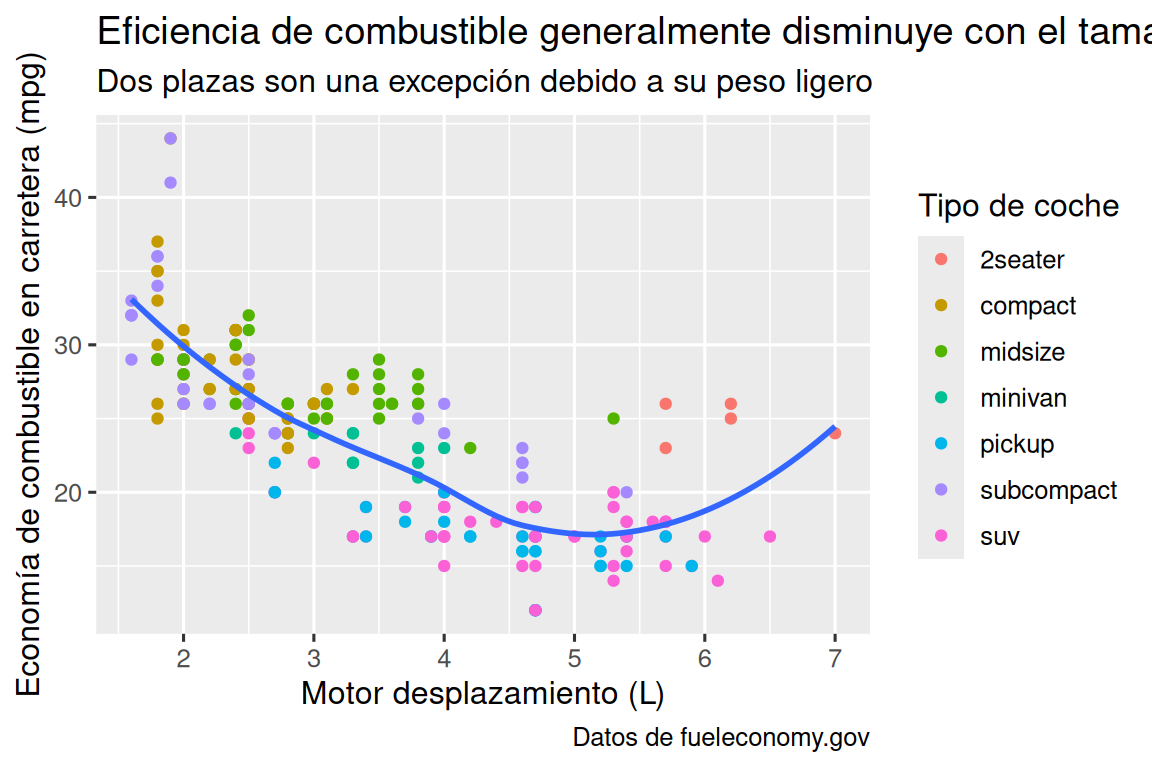 Eficiencia de combustible generalmente disminuye con el
Dos plazas son una excepción debido a su peso ligero
Economía de combustible en carretera (mpg)
40
30
20
2 3 4 5 6 7
Motor desplazamiento (L)
Datos de fueleconomy.gov
Tipo de coche
2seater
compact
midsize
minivan
pickup
subcompact
suv